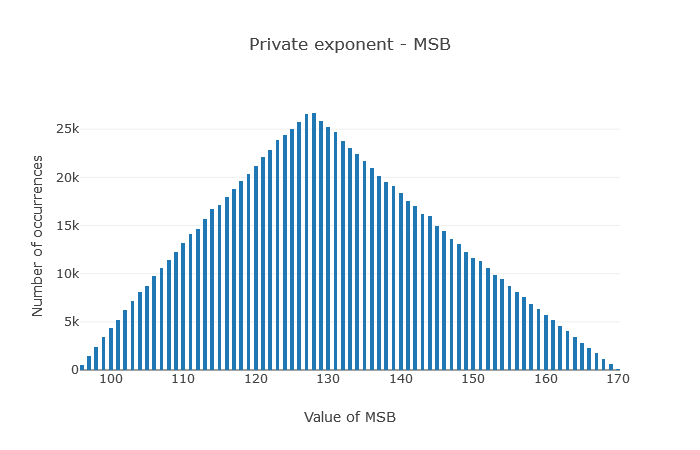 Private exponent - MSB
Number of occurrences
25k
20k
15k
10k
5k
0
100 110 120 130 140 150 160 170
Value of MSB